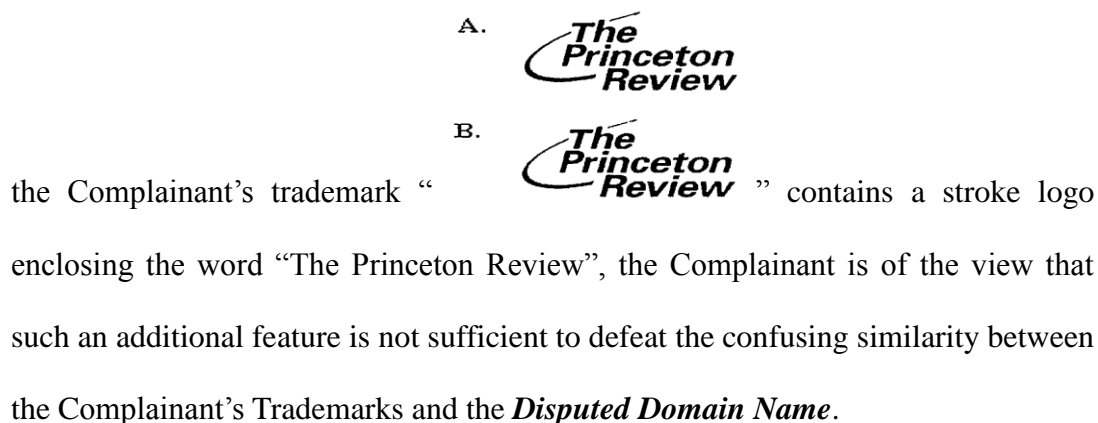 A.
The
Princeton
Review
B.
The
Princeton
Review
the Complainant’s trademark “ ” contains a stroke logo
enclosing the word “The Princeton Review”, the Complainant is of the view that
such an additional feature is not sufficient to defeat the confusing similarity between
the Complainant’s Trademarks and the Disputed Domain Name.